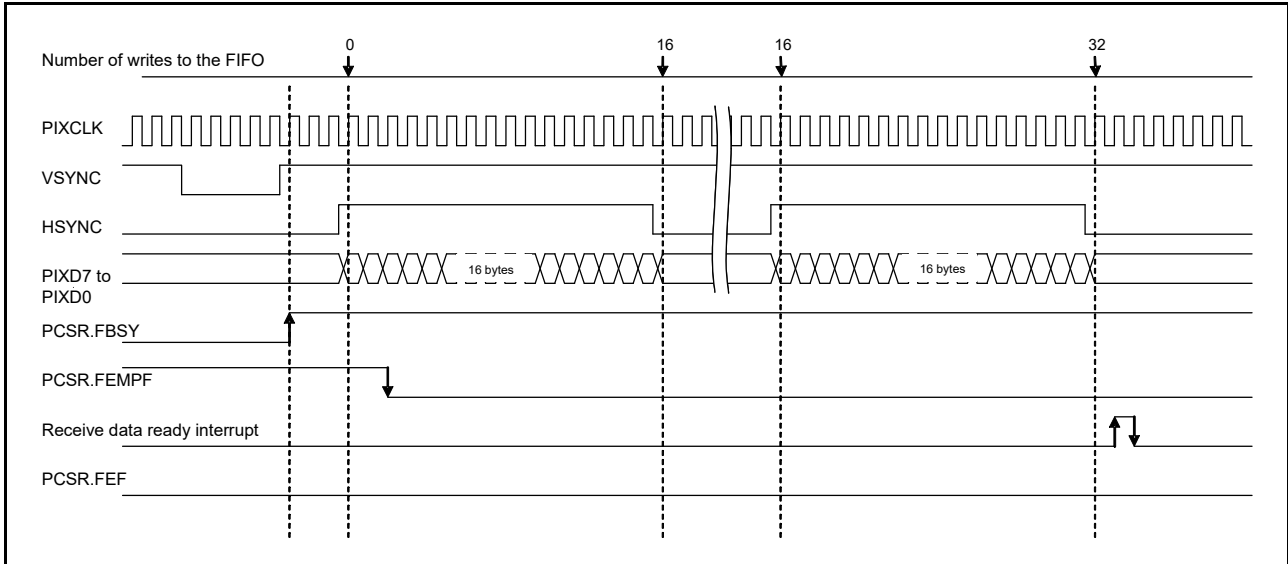 0 16 16 32
Number of writes to the FIFO
PIXCLK
VSYNC
HSYNC
PIXD7 to
PIXD0
16 bytes 16 bytes
PCSR.FBSY
PCSR.FEMPF
Receive data ready interrupt
PCSR.FEF